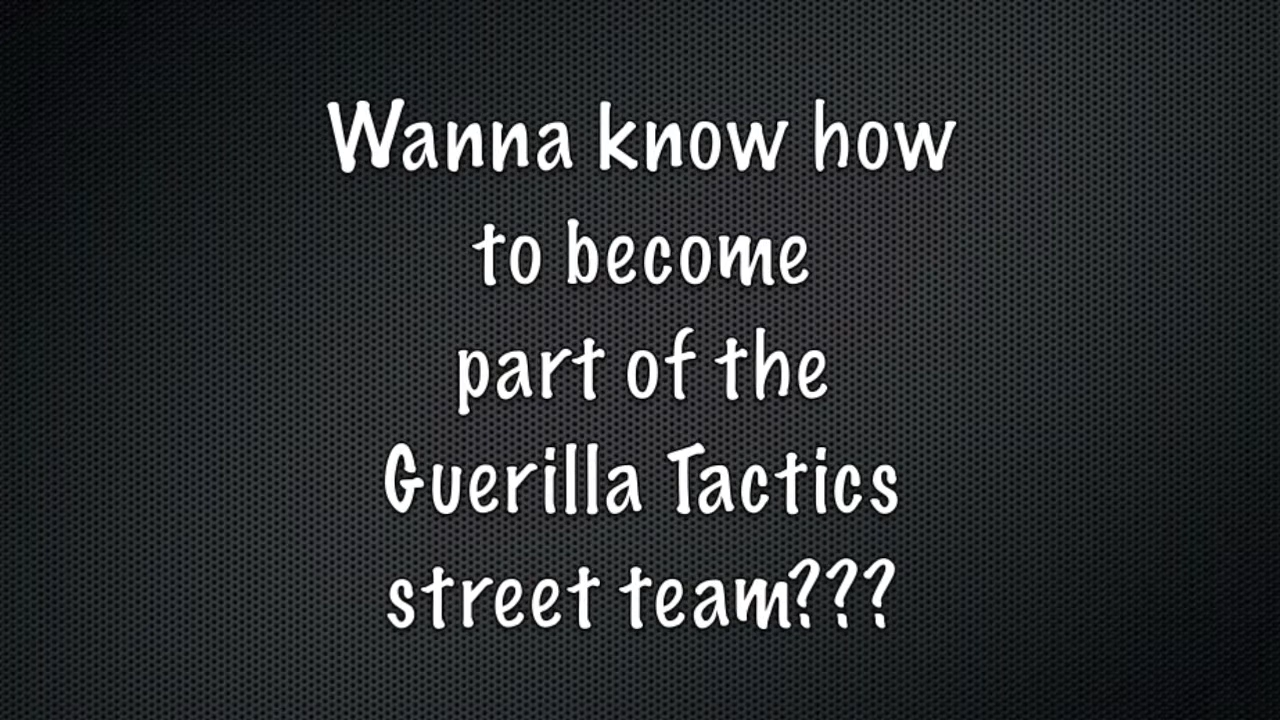 Wanna know how
to become
part of the
Guerilla Tactics
street team???